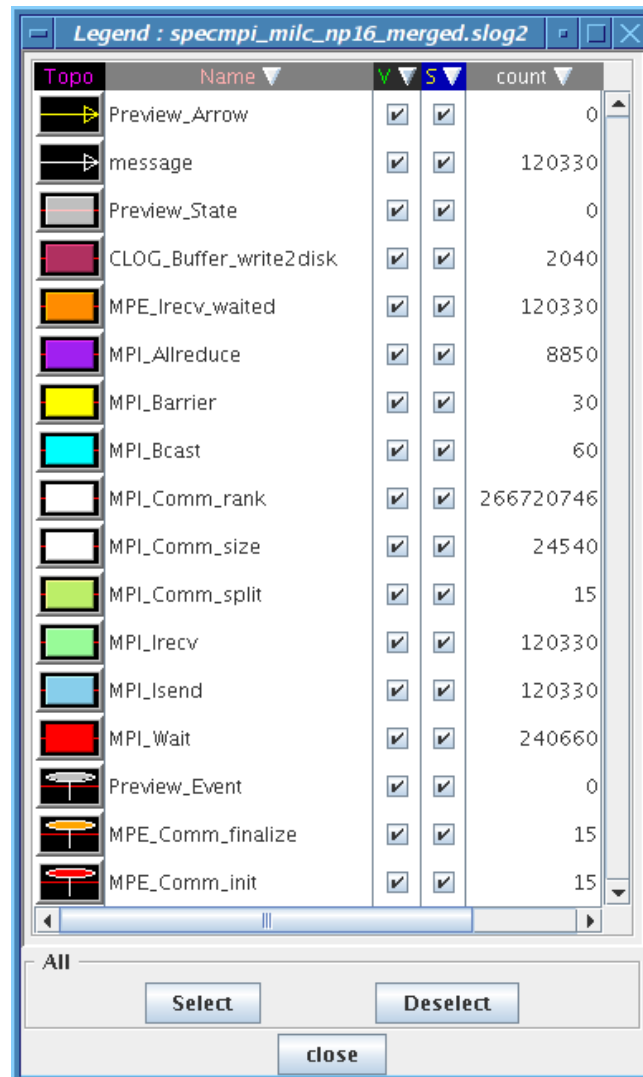 Legend : specmpi_milc_np16_merged.slog2
Topo Name V S count
Preview_Arrow 0
message 120330
Preview_State 0
CLOG_Buffer_write2disk 2040
MPE_Irecv_waited 120330
MPI_Allreduce 8850
MPI_Barrier 30
MPI_Bcast 60
MPI_Comm_rank 266720746
MPI_Comm_size 24540
MPI_Comm_split 15
MPI_Irecv 120330
MPI_Isend 120330
MPI_Wait 240660
Preview_Event 0
MPE_Comm_finalize 15
MPE_Comm_init 15
All
Select Deselect
close